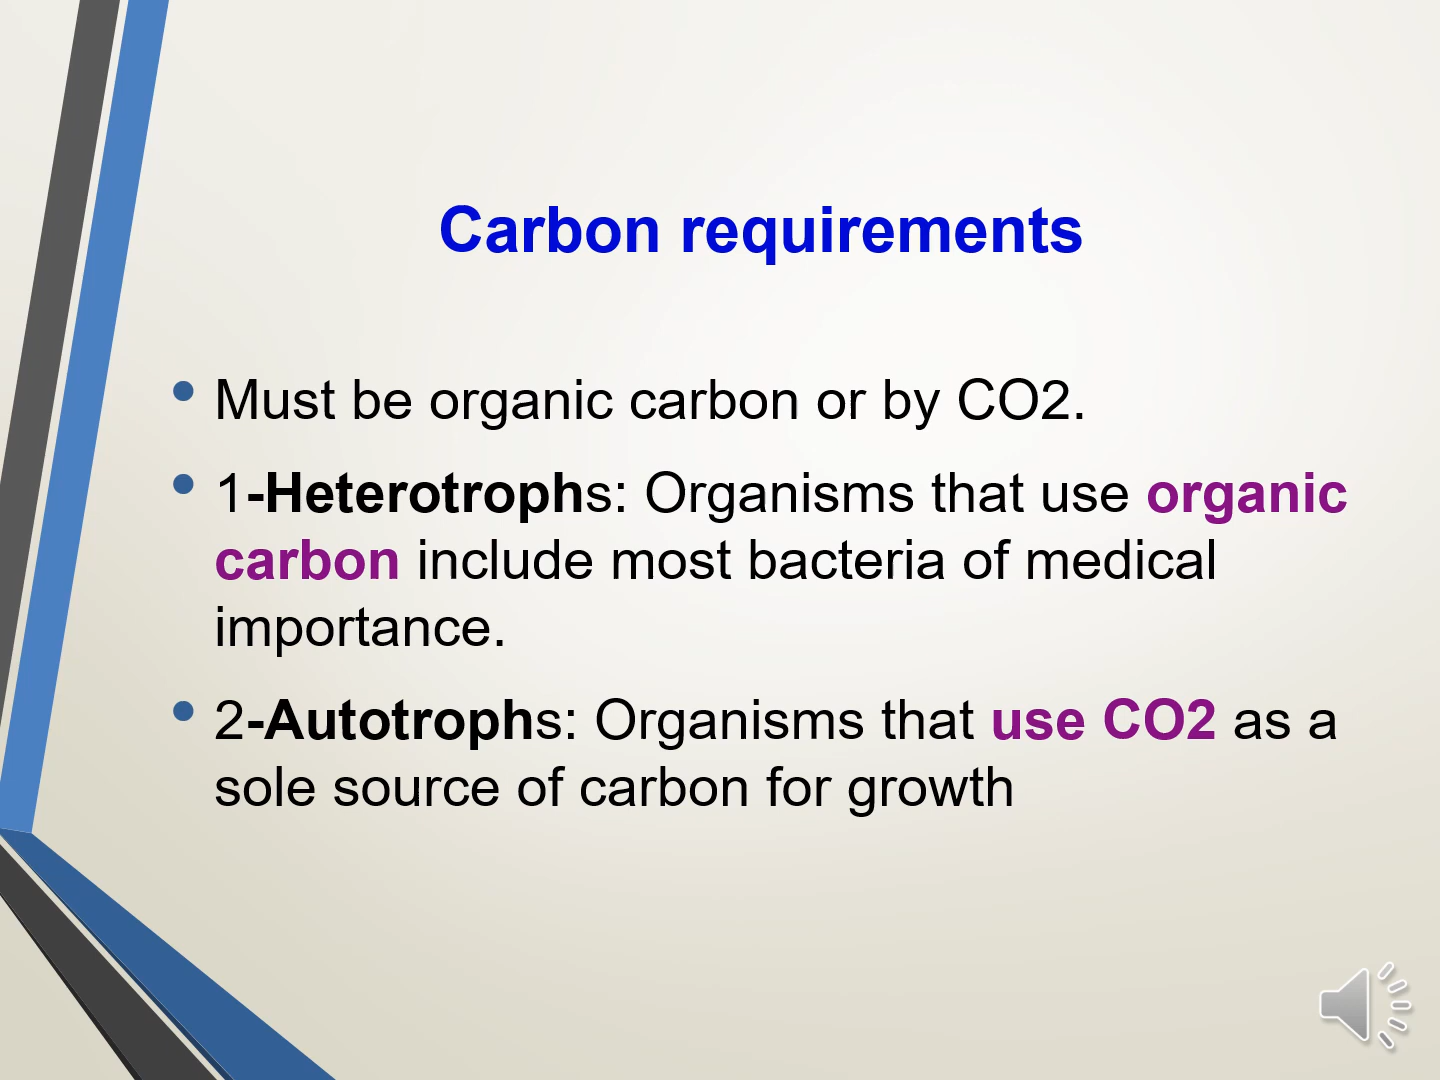 Carbon requirements
• Must be organic carbon or by CO2.
• 1-Heterotrophs: Organisms that use organic
carbon include most bacteria of medical
importance.
• 2-Autotrophs: Organisms that use CO2 as a
sole source of carbon for growth